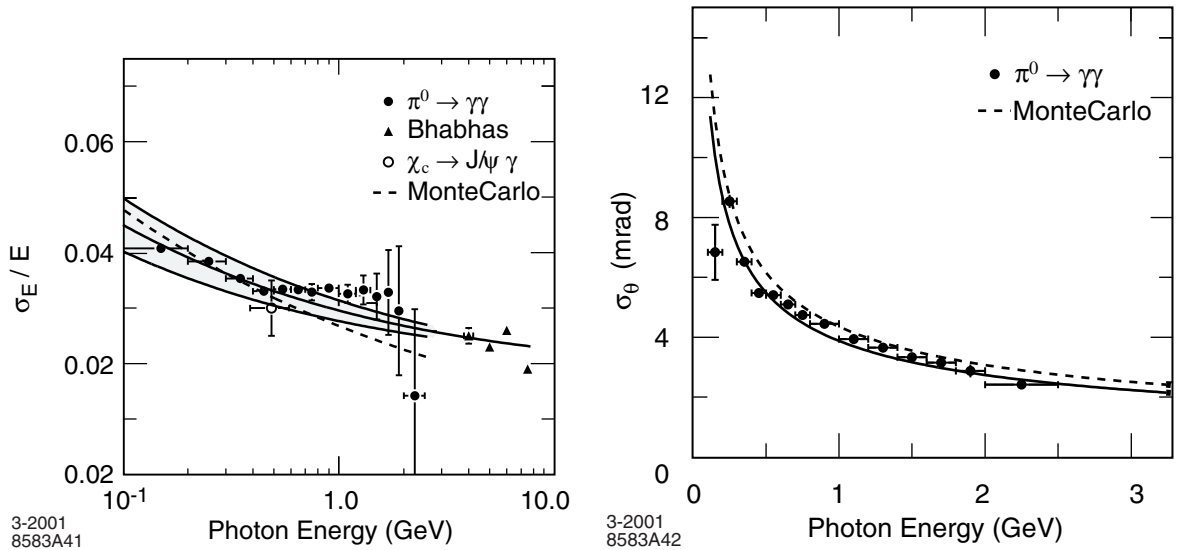 π⁰ → γγ
Bhabhas
χc → J/ψ γ
MonteCarlo
0.06
0.04
0.02
0.02
σE / E
10⁻¹
1.0
10.0
Photon Energy (GeV)
3-2001
8583A41
π⁰ → γγ
MonteCarlo
12
8
4
0
σθ (mrad)
0
1
2
3
Photon Energy (GeV)
3-2001
8583A42